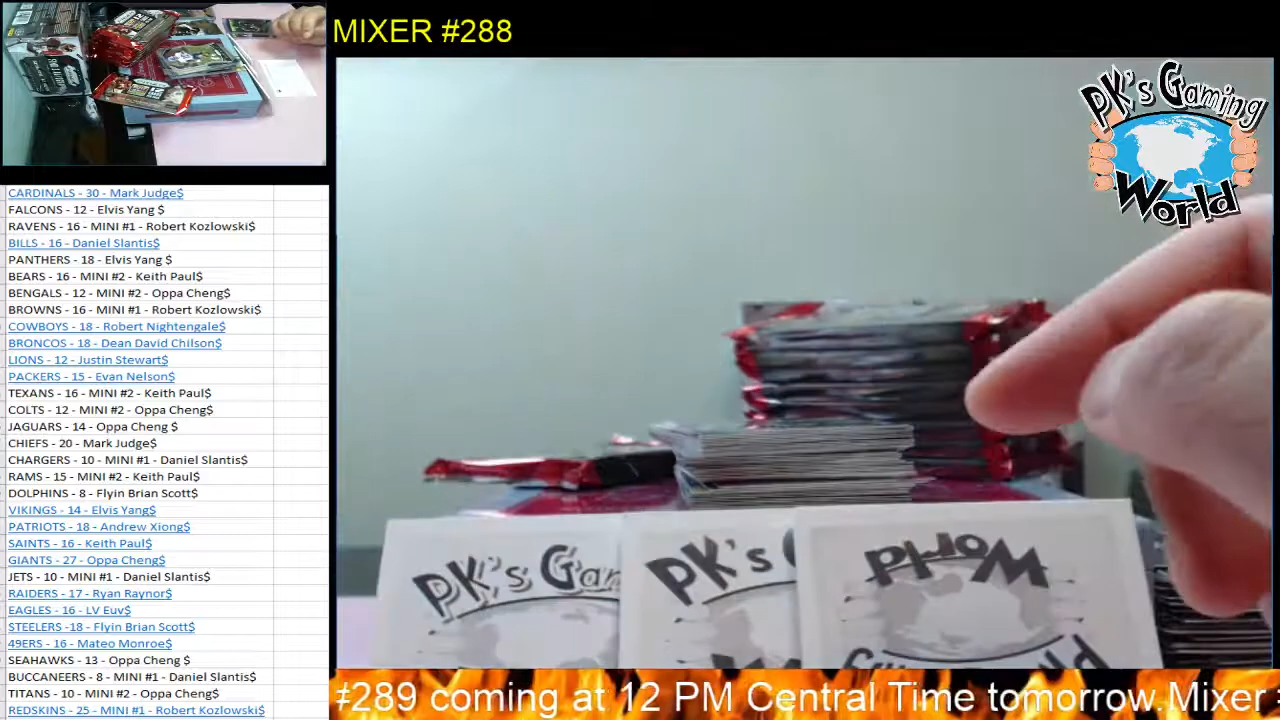 MIXER #288
PK's Gaming
World
CARDINALS - 30 - Mark Judge$
FALCONS - 12 - Elvis Yang $
RAVENS - 16 - MINI #1 - Robert Kozlowski$
BILLS - 16 - Daniel Slantis$
PANTHERS - 18 - Elvis Yang $
BEARS - 16 - MINI #2 - Keith Paul$
BENGALS - 12 - MINI #2 - Oppa Cheng$
BROWNS - 16 - MINI #1 - Robert Kozlowski$
COWBOYS - 18 - Robert Nightengale$
BRONCOS - 18 - Dean David Chilson$
LIONS - 12 - Justin Stewart$
PACKERS - 15 - Evan Nelson$
TEXANS - 16 - MINI #2 - Keith Paul$
COLTS - 12 - MINI #2 - Oppa Cheng$
JAGUARS - 14 - Oppa Cheng $
CHIEFS - 20 - Mark Judge$
CHARGERS - 10 - MINI #1 - Daniel Slantis$
RAMS - 15 - MINI #2 - Keith Paul$
DOLPHINS - 8 - Flyin Brian Scott$
VIKINGS - 14 - Elvis Yang$
PATRIOTS - 18 - Andrew Xiong$
SAINTS - 16 - Keith Paul$
GIANTS - 27 - Oppa Cheng$
JETS - 10 - MINI #1 - Daniel Slantis$
RAIDERS - 17 - Ryan Raynor$
EAGLES - 16 - LV Euv$
STEELERS -18 - Flyin Brian Scott$
49ERS - 16 - Mateo Monroe$
SEAHAWKS - 13 - Oppa Cheng $
BUCCANEERS - 8 - MINI #1 - Daniel Slantis$
TITANS - 10 - MINI #2 - Oppa Cheng$
REDSKINS - 25 - MINI #1 - Robert Kozlowski$
PK's Gam
PK's G
World
#289 coming at 12 PM Central Time tomorrow.Mixer